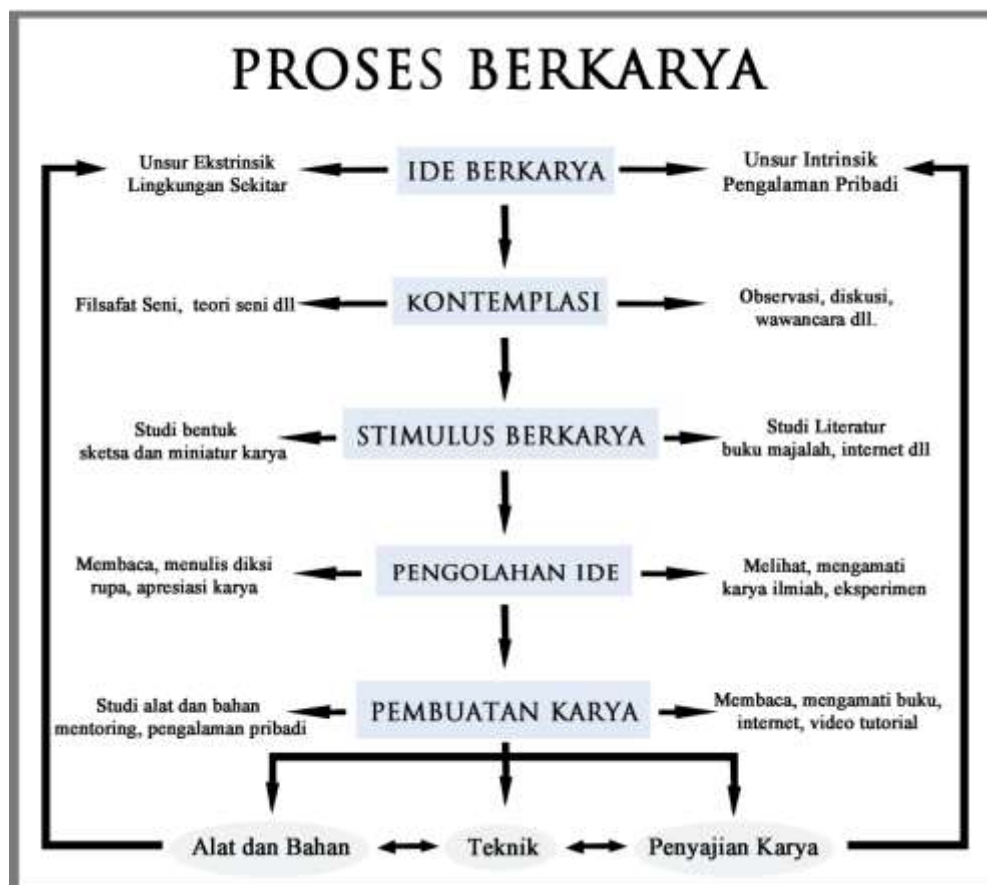 PROSES BERKARYA
Unsur Ekstrinsik
Lingkungan Sekitar
IDE BERKARYA
Unsur Intrinsik
Pengalaman Pribadi
Filsafat Seni, teori seni dll
KONTEMPLASI
Observasi, diskusi,
wawancara dll.
Studi bentuk
sketsa dan miniatur karya
STIMULUS BERKARYA
Studi Literatur
buku majalah, internet dll
Membaca, menulis diksi
rupa, apresiasi karya
PENGOLAHAN IDE
Melihat, mengamati
karya ilmiah, eksperimen
Studi alat dan bahan
mentoring, pengalaman pribadi
PEMBUATAN KARYA
Membaca, mengamati buku,
internet, video tutorial
Alat dan Bahan
Teknik
Penyajian Karya